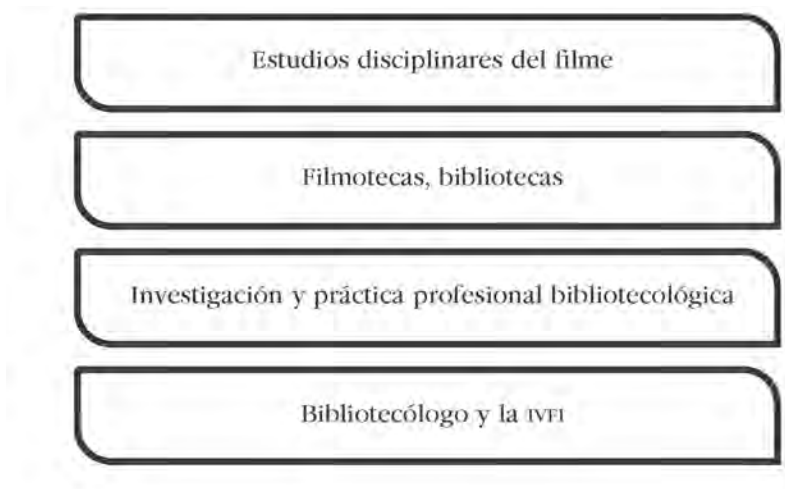 Estudios disciplinares del filme
Filmotecas, bibliotecas
Investigación y práctica profesional bibliotecológica
Bibliotecólogo y la IVFI